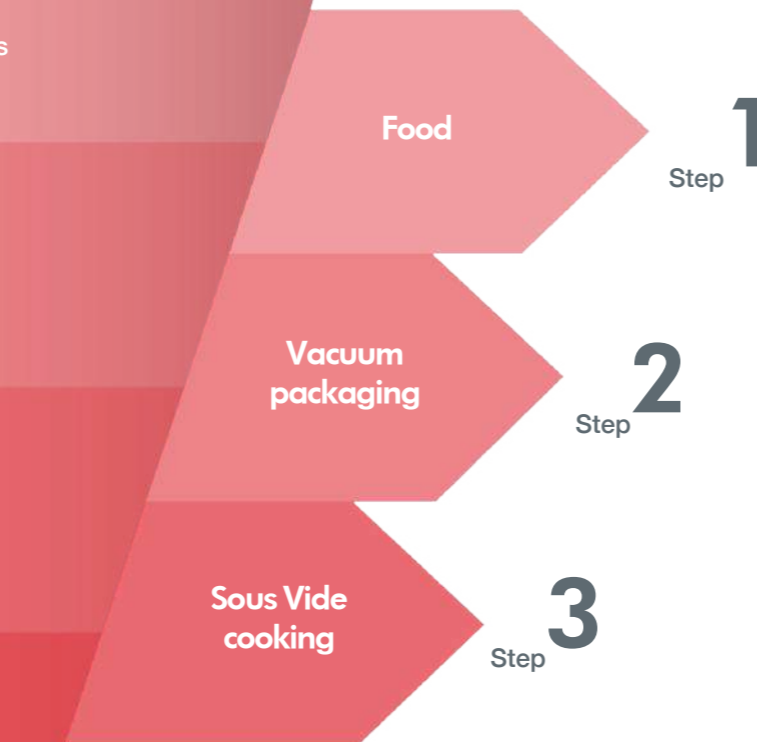 s
Food
Step 1
Vacuum
packaging
Step 2
Sous Vide
cooking
Step 3